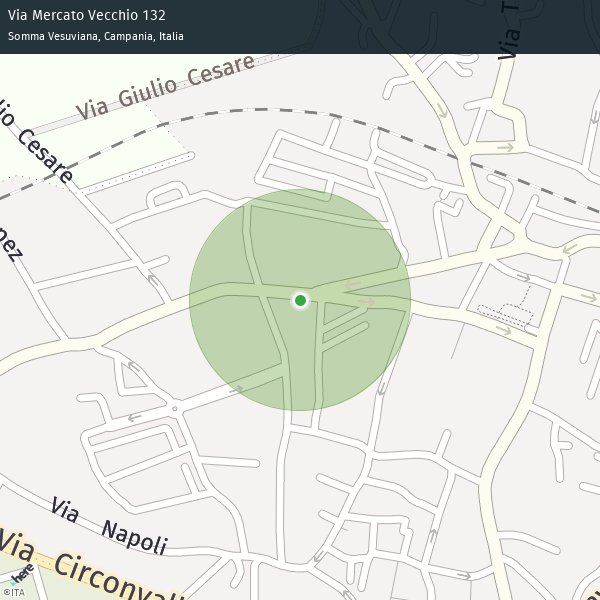 Via Mercato Vecchio 132
Somma Vesuviana, Campania, Italia
Via T
Via Giulio Cesare
lio Cesare
nez
Via Napoli
Via Circonvall
here
©ITA